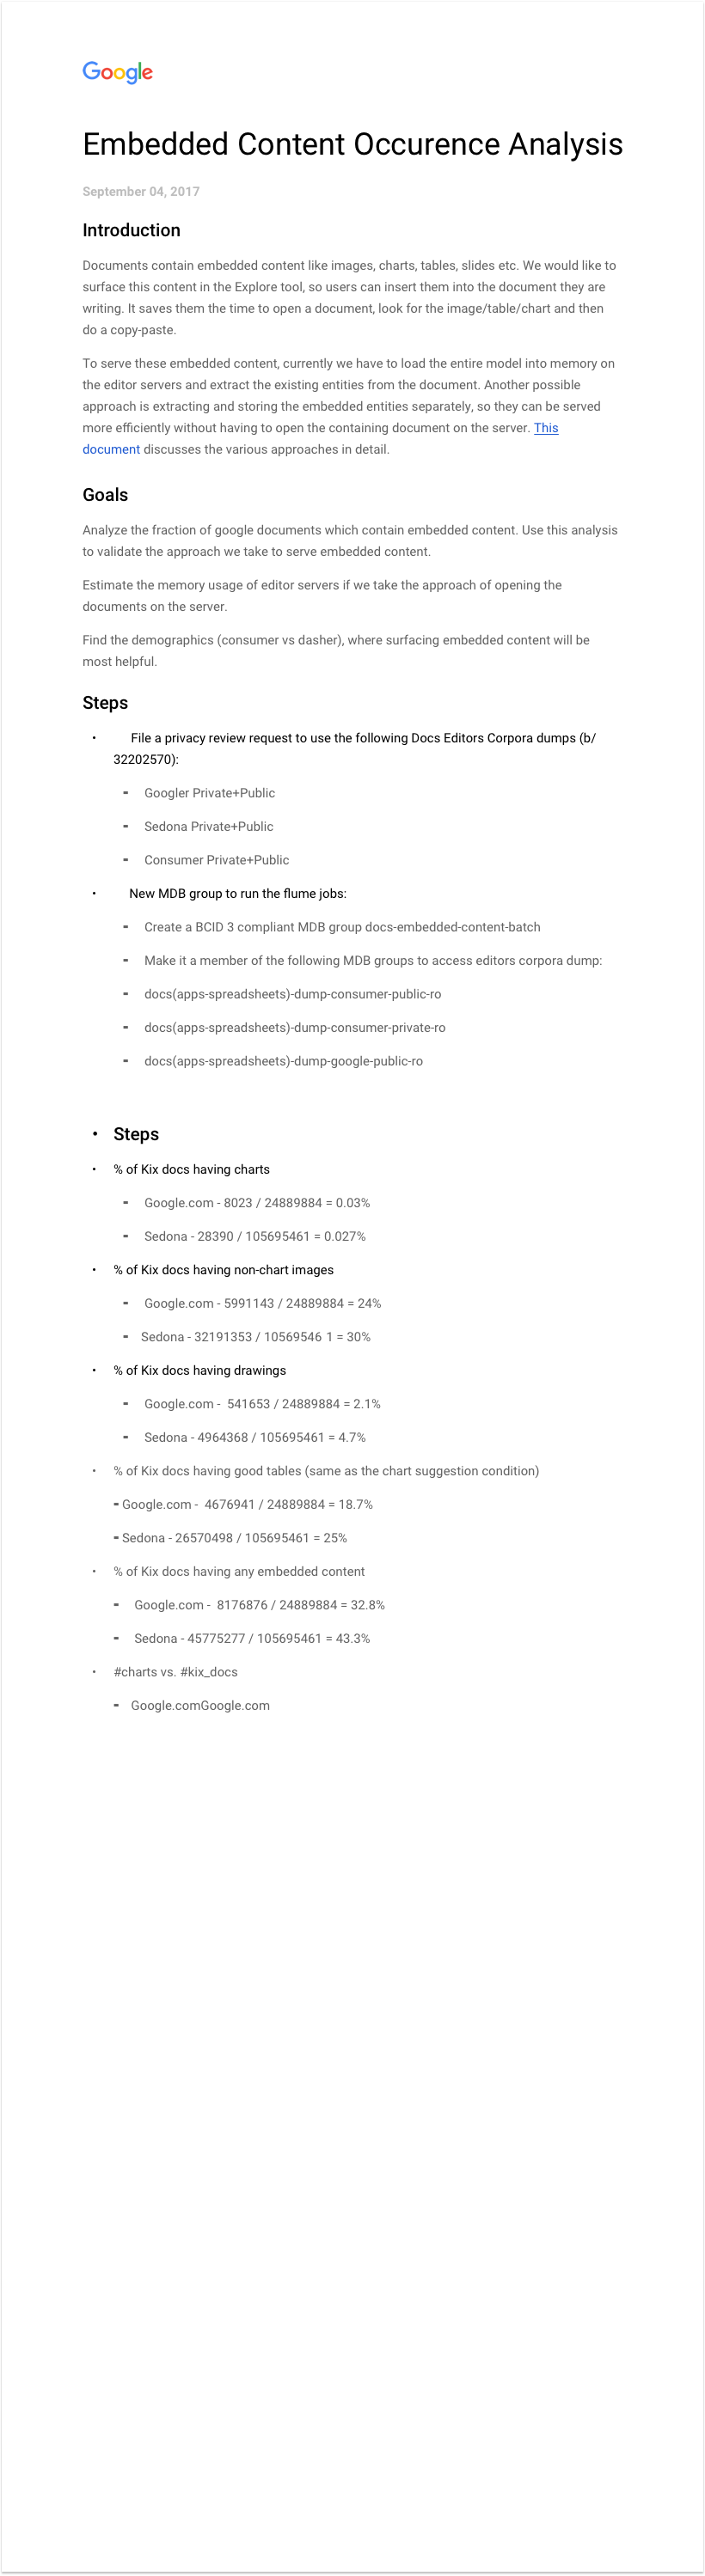 Google
Embedded Content Occurence Analysis
September 04, 2017
Introduction
Documents contain embedded content like images, charts, tables, slides etc. We would like to
surface this content in the Explore tool, so users can insert them into the document they are
writing. It saves them the time to open a document, look for the image/table/chart and then
do a copy-paste.
To serve these embedded content, currently we have to load the entire model into memory on
the editor servers and extract the existing entities from the document. Another possible
approach is extracting and storing the embedded entities separately, so they can be served
more efficiently without having to open the containing document on the server. This
document discusses the various approaches in detail.
Goals
Analyze the fraction of google documents which contain embedded content. Use this analysis
to validate the approach we take to serve embedded content.
Estimate the memory usage of editor servers if we take the approach of opening the
documents on the server.
Find the demographics (consumer vs dasher), where surfacing embedded content will be
most helpful.
Steps
• File a privacy review request to use the following Docs Editors Corpora dumps (b/
32202570):
- Googler Private+Public
- Sedona Private+Public
- Consumer Private+Public
• New MDB group to run the flume jobs:
- Create a BCID 3 compliant MDB group docs-embedded-content-batch
- Make it a member of the following MDB groups to access editors corpora dump:
- docs(apps-spreadsheets)-dump-consumer-public-ro
- docs(apps-spreadsheets)-dump-consumer-private-ro
- docs(apps-spreadsheets)-dump-google-public-ro
• Steps
• % of Kix docs having charts
- Google.com - 8023 / 24889884 = 0.03%
- Sedona - 28390 / 105695461 = 0.027%
• % of Kix docs having non-chart images
- Google.com - 5991143 / 24889884 = 24%
- Sedona - 32191353 / 10569546 1 = 30%
• % of Kix docs having drawings
- Google.com - 541653 / 24889884 = 2.1%
- Sedona - 4964368 / 105695461 = 4.7%
• % of Kix docs having good tables (same as the chart suggestion condition)
- Google.com - 4676941 / 24889884 = 18.7%
- Sedona - 26570498 / 105695461 = 25%
• % of Kix docs having any embedded content
- Google.com - 8176876 / 24889884 = 32.8%
- Sedona - 45775277 / 105695461 = 43.3%
• #charts vs. #kix_docs
- Google.comGoogle.com